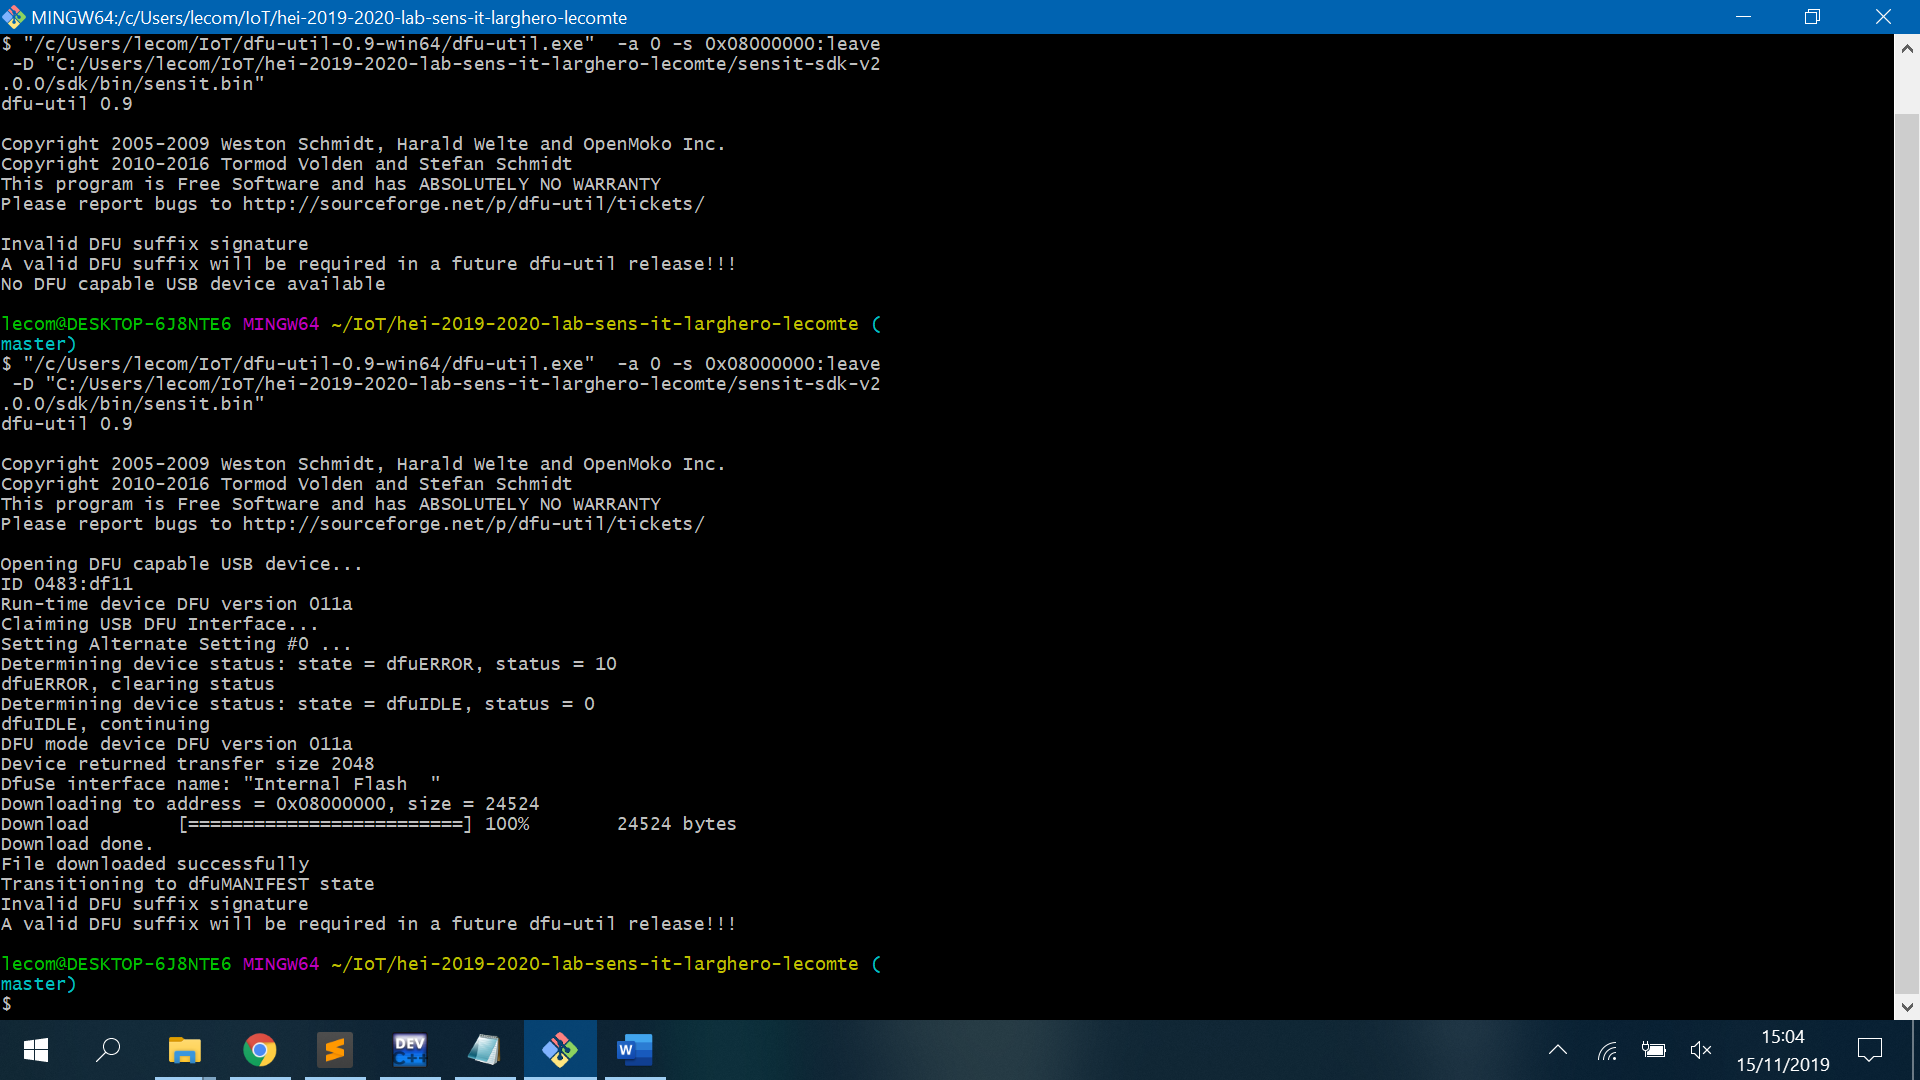 MINGW64:/c/Users/lecom/IoT/hei-2019-2020-lab-sens-it-larghero-lecomte
$ "/c/Users/lecom/IoT/dfu-util-0.9-win64/dfu-util.exe"  -a 0 -s 0x08000000:leave
 -D "C:/Users/lecom/IoT/hei-2019-2020-lab-sens-it-larghero-lecomte/sensit-sdk-v2
.0.0/sdk/bin/sensit.bin"
dfu-util 0.9

Copyright 2005-2009 Weston Schmidt, Harald Welte and OpenMoko Inc.
Copyright 2010-2016 Tormod Volden and Stefan Schmidt
This program is Free Software and has ABSOLUTELY NO WARRANTY
Please report bugs to http://sourceforge.net/p/dfu-util/tickets/

Invalid DFU suffix signature
A valid DFU suffix will be required in a future dfu-util release!!!
No DFU capable USB device available

lecom@DESKTOP-6J8NTE6 MINGW64 ~/IoT/hei-2019-2020-lab-sens-it-larghero-lecomte (
master)
$ "/c/Users/lecom/IoT/dfu-util-0.9-win64/dfu-util.exe"  -a 0 -s 0x08000000:leave
 -D "C:/Users/lecom/IoT/hei-2019-2020-lab-sens-it-larghero-lecomte/sensit-sdk-v2
.0.0/sdk/bin/sensit.bin"
dfu-util 0.9

Copyright 2005-2009 Weston Schmidt, Harald Welte and OpenMoko Inc.
Copyright 2010-2016 Tormod Volden and Stefan Schmidt
This program is Free Software and has ABSOLUTELY NO WARRANTY
Please report bugs to http://sourceforge.net/p/dfu-util/tickets/

Opening DFU capable USB device...
ID 0483:df11
Run-time device DFU version 011a
Claiming USB DFU Interface...
Setting Alternate Setting #0 ...
Determining device status: state = dfuERROR, status = 10
dfuERROR, clearing status
Determining device status: state = dfuIDLE, status = 0
dfuIDLE, continuing
DFU mode device DFU version 011a
Device returned transfer size 2048
DfuSe interface name: "Internal Flash  "
Downloading to address = 0x08000000, size = 24524
Download        [=========================] 100%        24524 bytes
Download done.
File downloaded successfully
Transitioning to dfuMANIFEST state
Invalid DFU suffix signature
A valid DFU suffix will be required in a future dfu-util release!!!

lecom@DESKTOP-6J8NTE6 MINGW64 ~/IoT/hei-2019-2020-lab-sens-it-larghero-lecomte (
master)
$
DEV
C++
W
15:04
15/11/2019